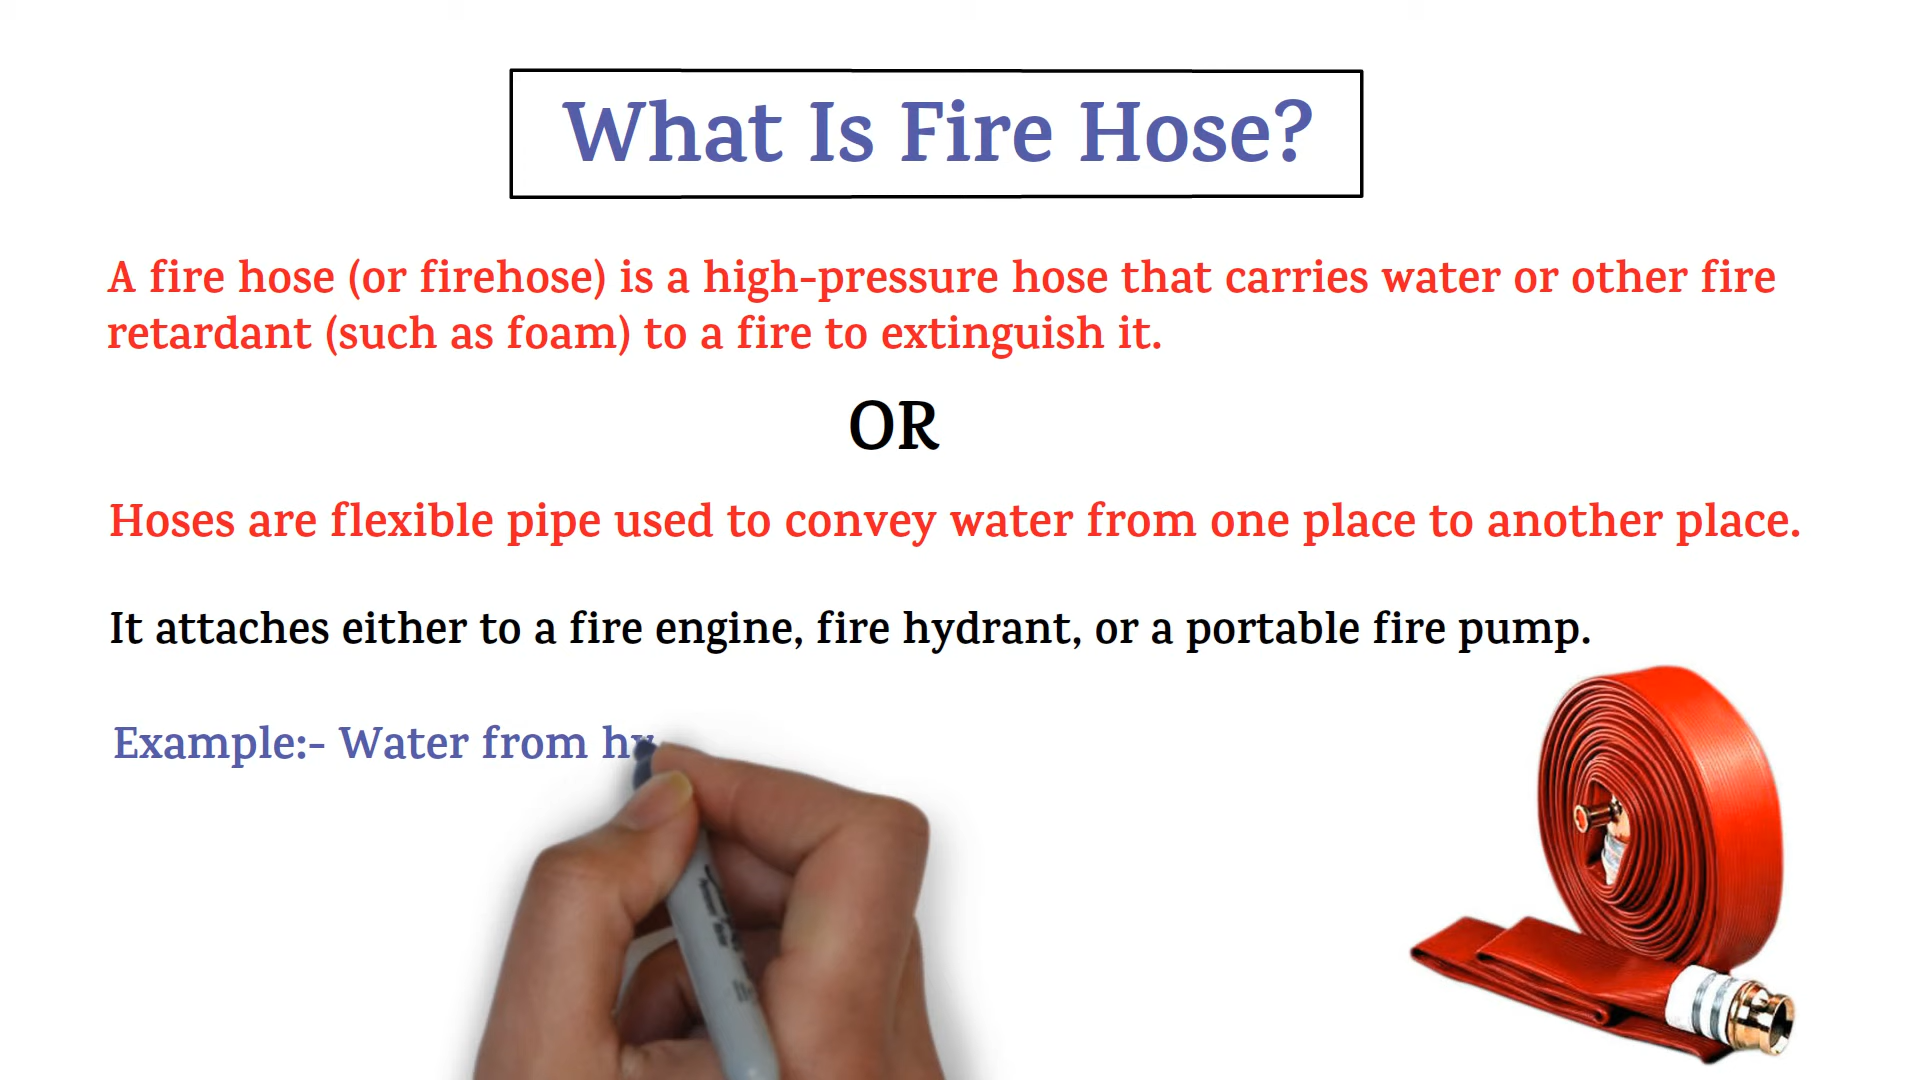 What Is Fire Hose?
A fire hose (or firehose) is a high-pressure hose that carries water or other fire
retardant (such as foam) to a fire to extinguish it.
OR
Hoses are flexible pipe used to convey water from one place to another place.
It attaches either to a fire engine, fire hydrant, or a portable fire pump.
Example:- Water from hy